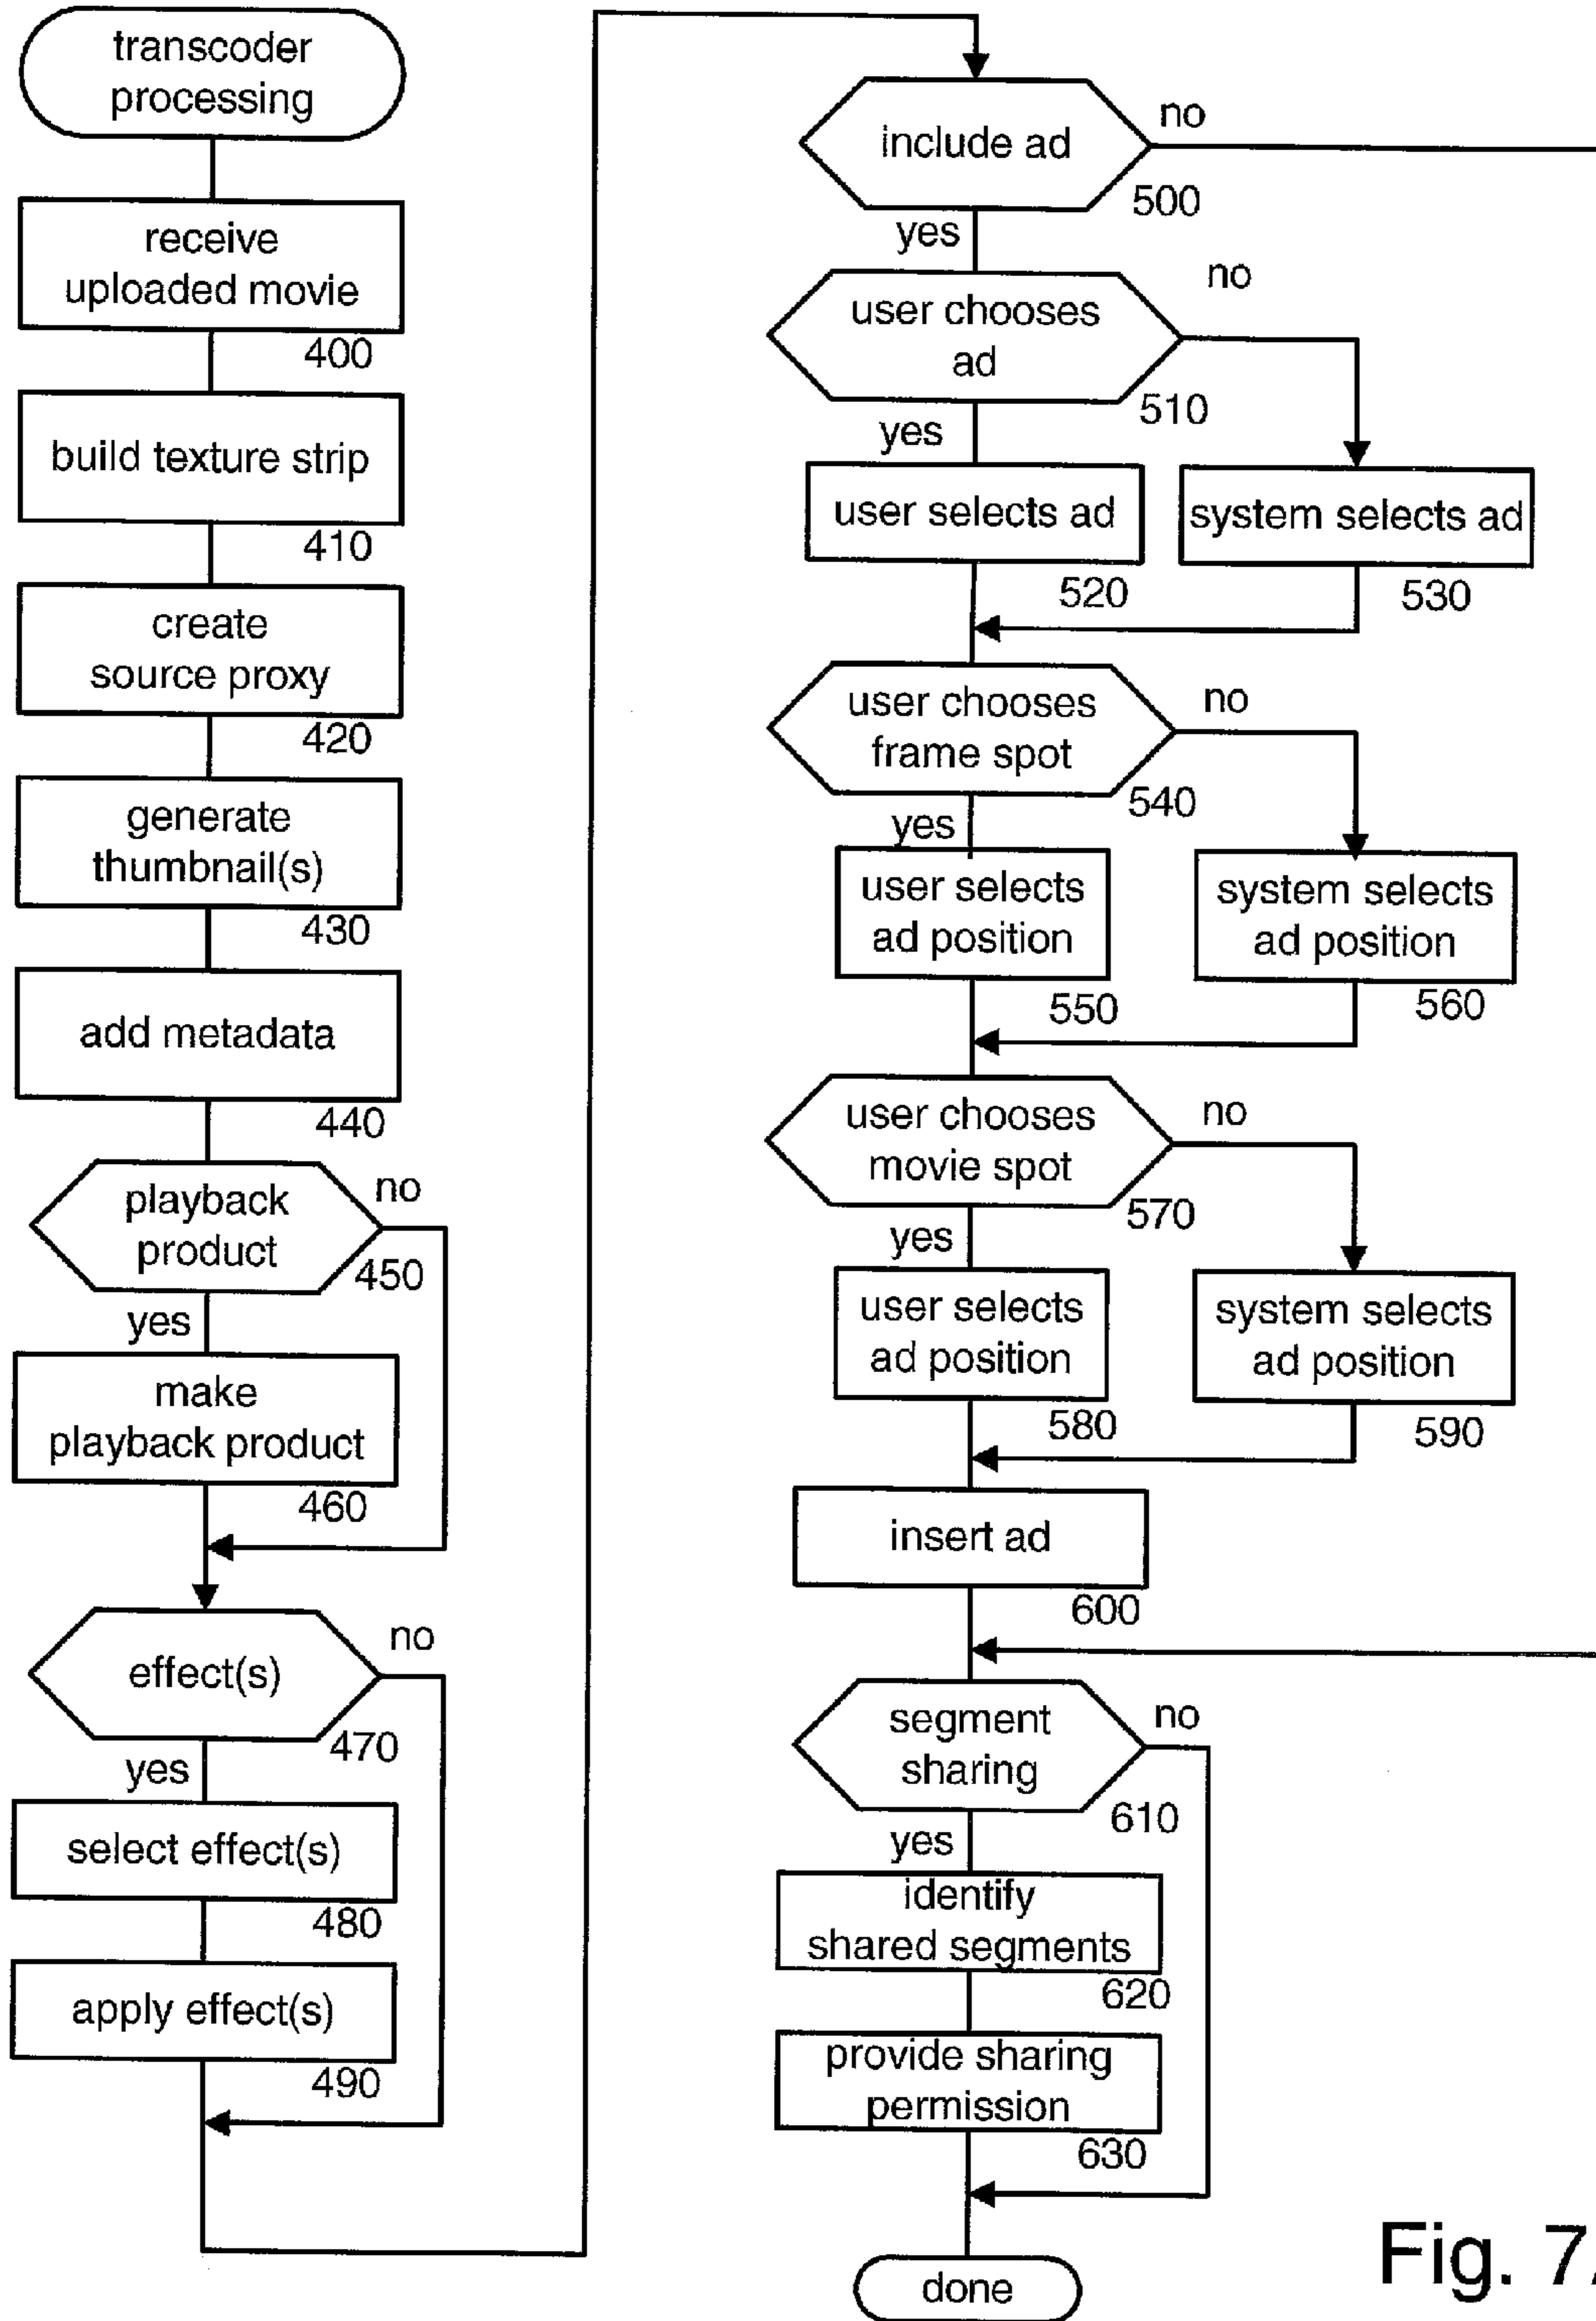 transcoder
processing
receive
uploaded movie
400
build texture strip
410
create
source proxy
420
generate
thumbnail(s)
430
add metadata
440
playback
product
no
450
yes
make
playback product
460
effect(s)
no
470
yes
select effect(s)
480
apply effect(s)
490
include ad
no
500
yes
user chooses
ad
no
510
yes
user selects ad
520
system selects ad
530
user chooses
frame spot
no
540
yes
user selects
ad position
550
system selects
ad position
560
user chooses
movie spot
no
570
yes
user selects
ad position
580
system selects
ad position
590
insert ad
600
segment
sharing
no
610
yes
identify
shared segments
620
provide sharing
permission
630
done
Fig. 7